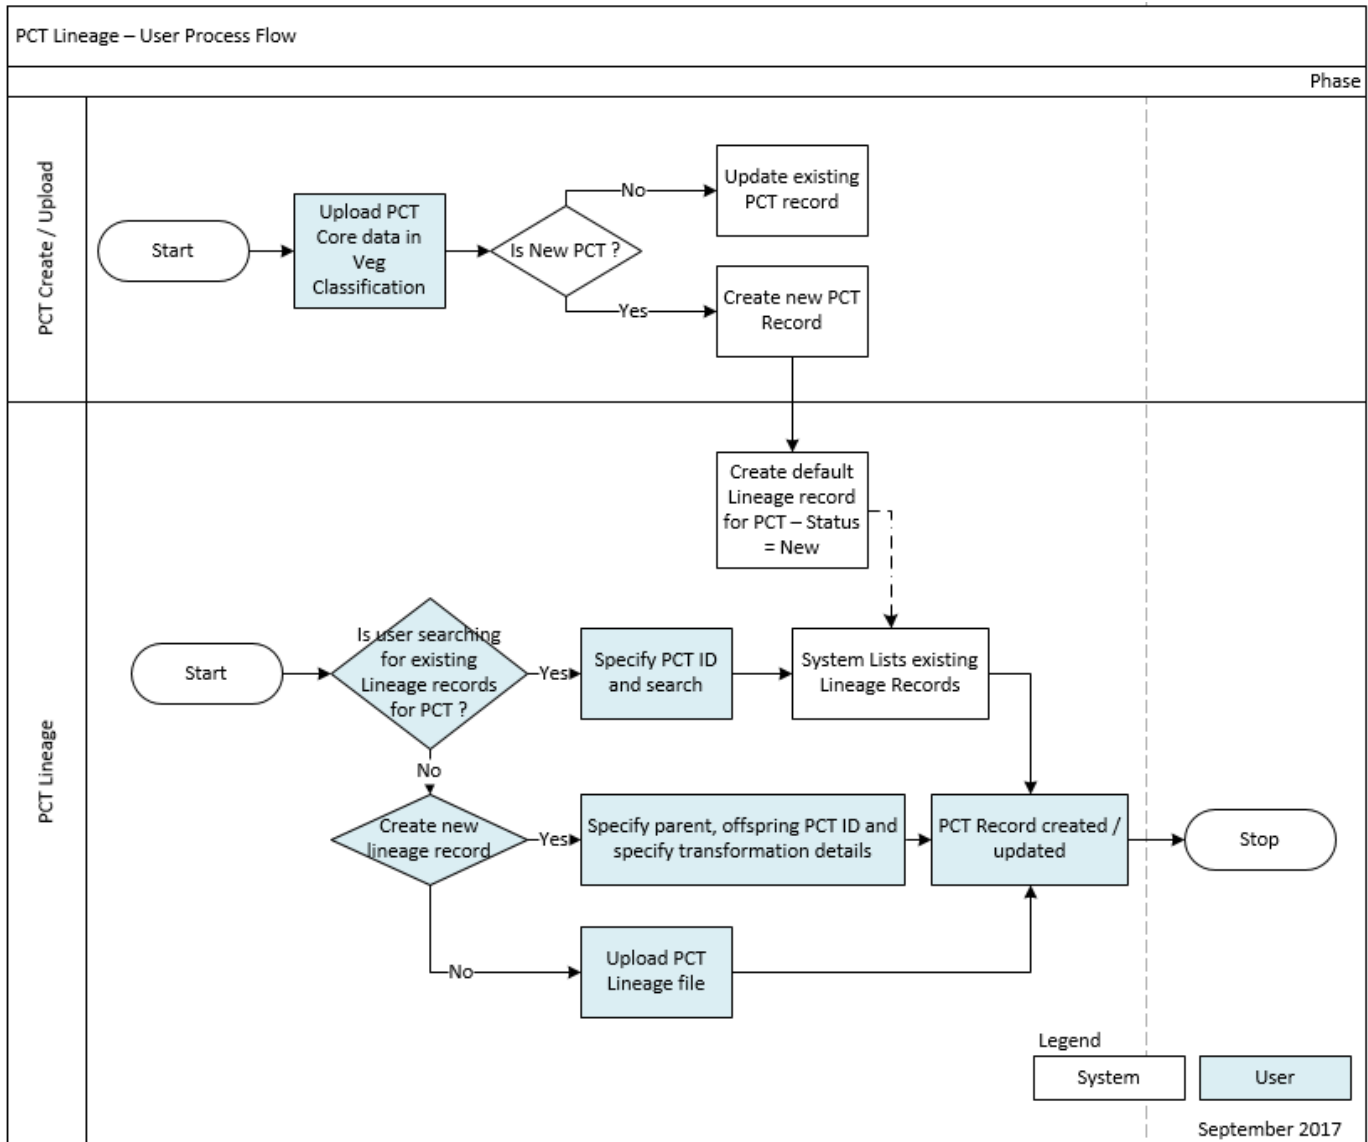 PCT Lineage – User Process Flow
Phase
PCT Create / Upload
Start
Upload PCT
Core data in
Veg
Classification
Is New PCT ?
No
Update existing
PCT record
Yes
Create new PCT
Record
PCT Lineage
Create default
Lineage record
for PCT – Status
= New
Start
Is user searching
for existing
Lineage records
for PCT ?
Yes
Specify PCT ID
and search
System Lists existing
Lineage Records
No
Create new
lineage record
Yes
Specify parent, offspring PCT ID and
specify transformation details
PCT Record created /
updated
Stop
No
Upload PCT
Lineage file
Legend
System
User
September 2017